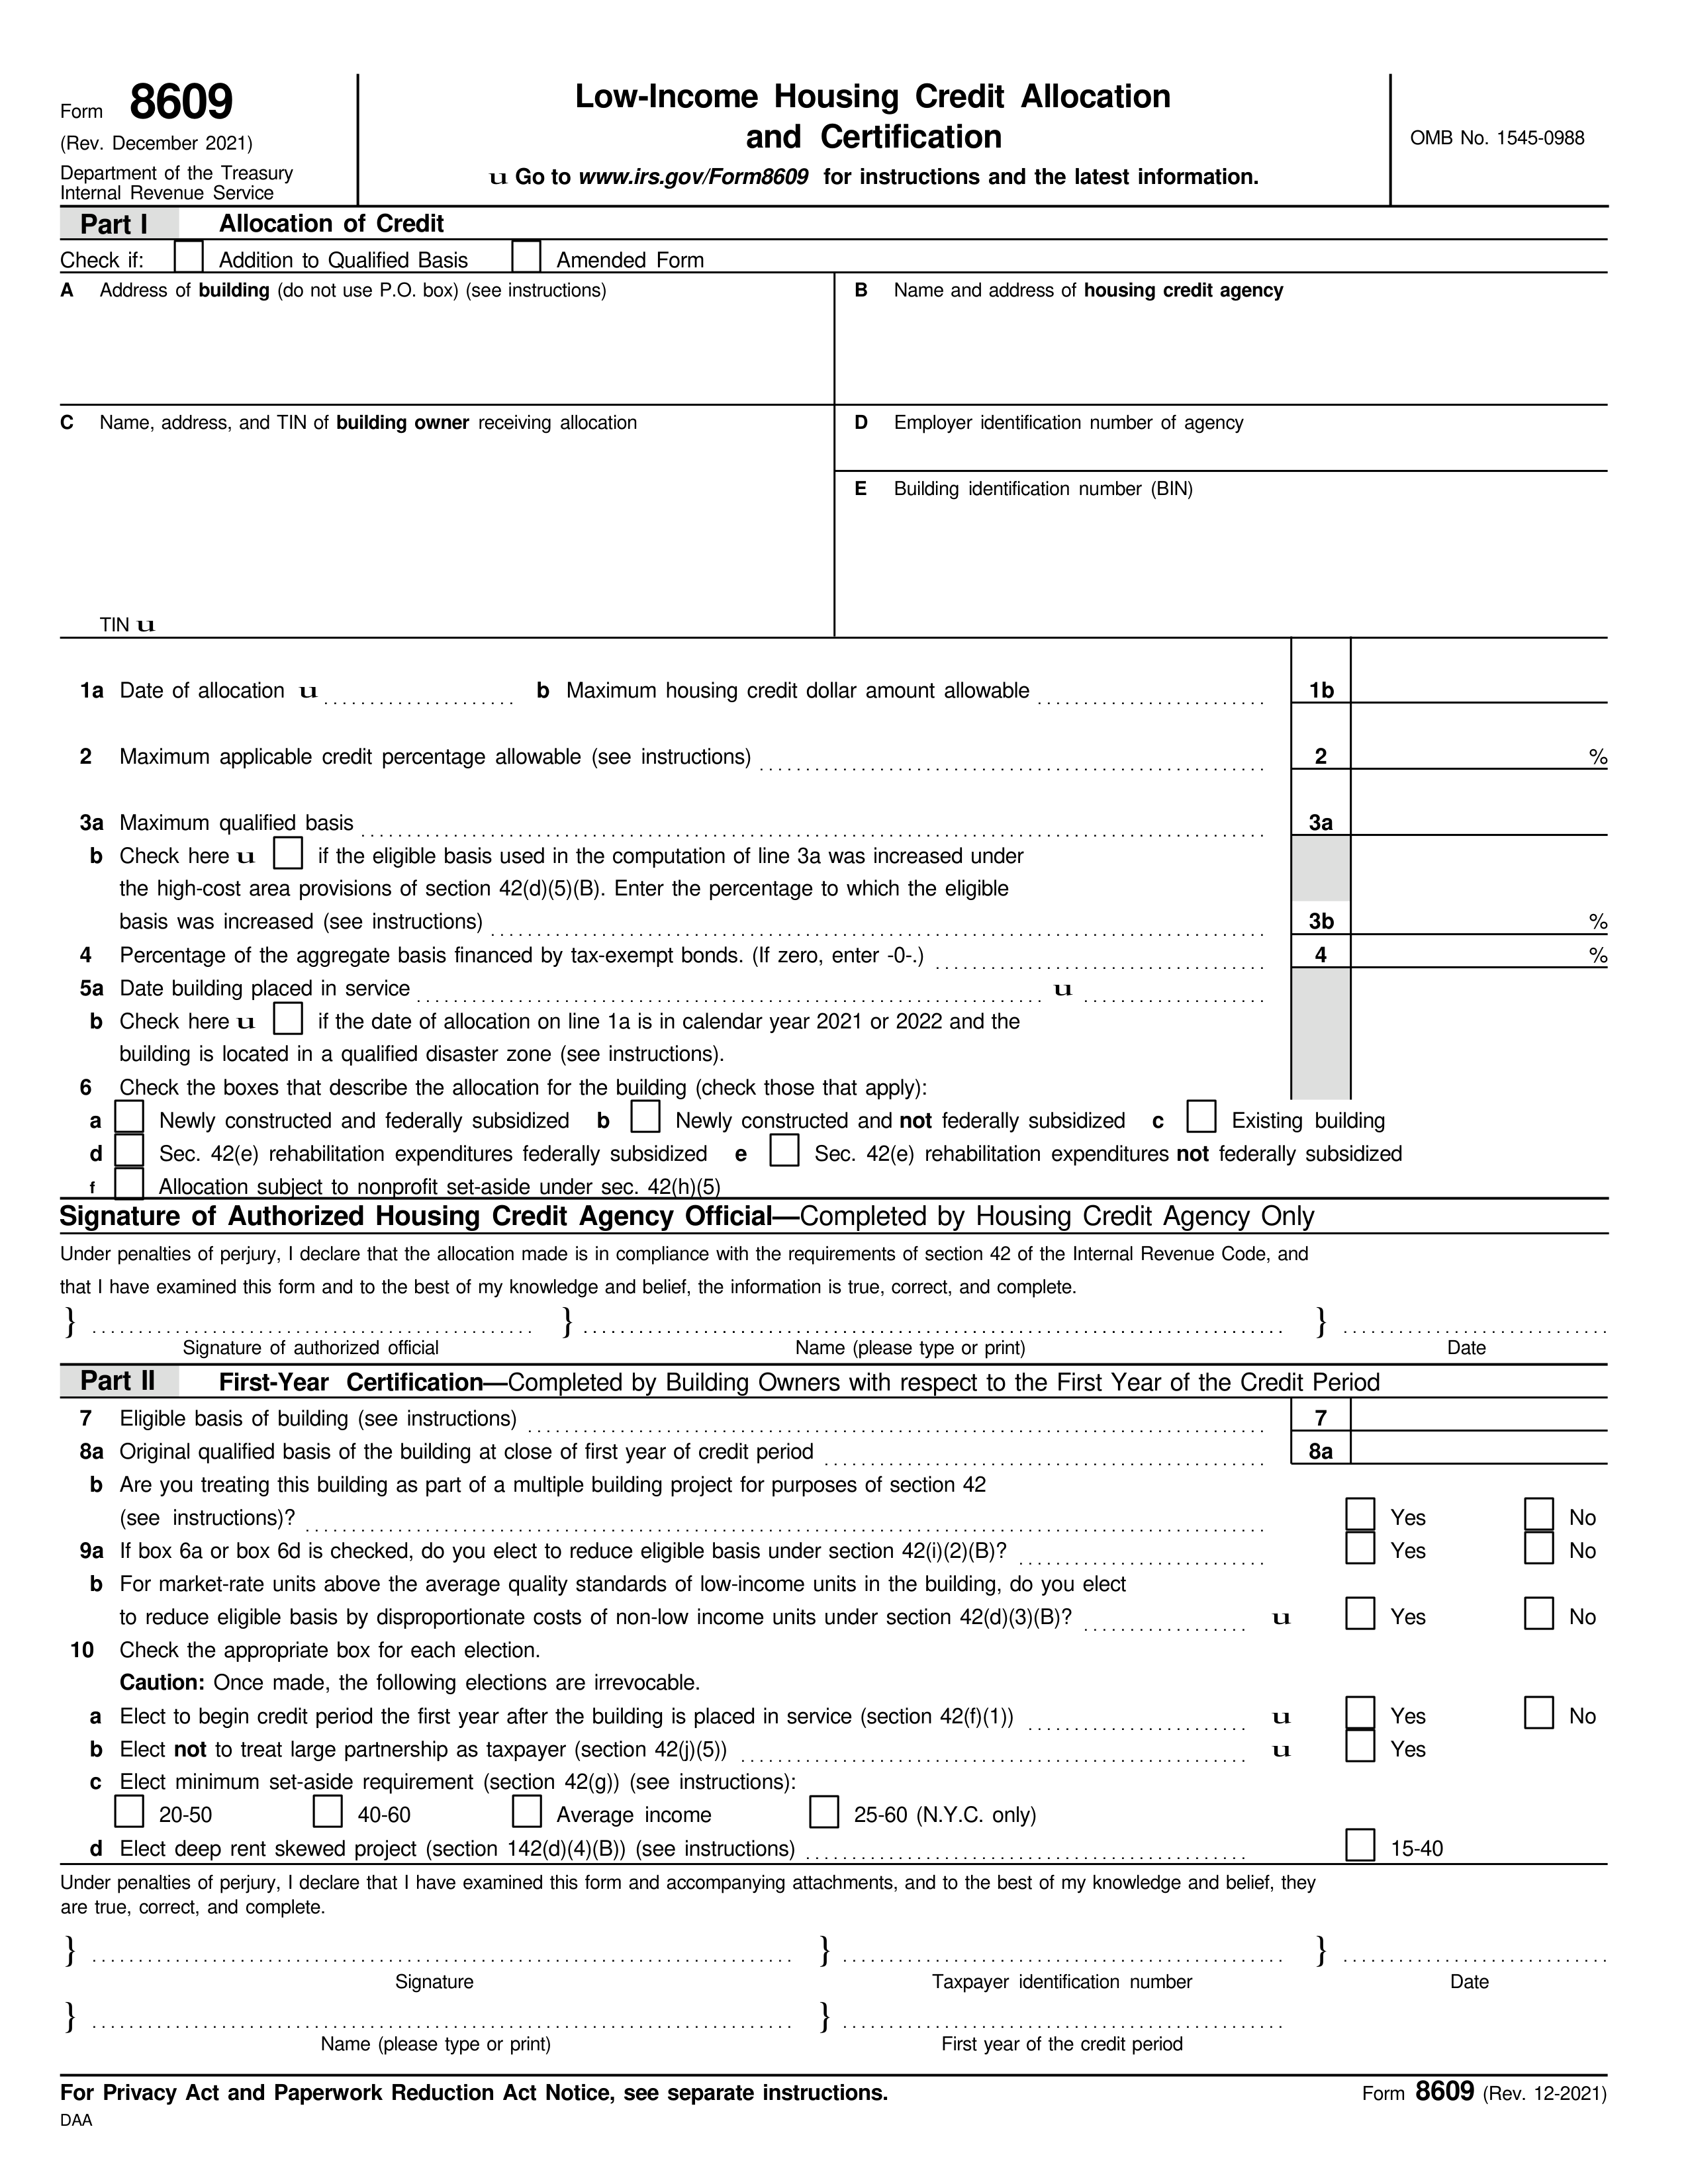 Form 8609
(Rev. December 2021)
Department of the Treasury
Internal Revenue Service
Low-Income Housing Credit Allocation
and Certification
u Go to www.irs.gov/Form8609 for instructions and the latest information.
OMB No. 1545-0988
Part I Allocation of Credit
Check if: Addition to Qualified Basis Amended Form
A Address of building (do not use P.O. box) (see instructions)
B Name and address of housing credit agency
C Name, address, and TIN of building owner receiving allocation
D Employer identification number of agency
E Building identification number (BIN)
TIN u
1a Date of allocation u b Maximum housing credit dollar amount allowable 1b
2 Maximum applicable credit percentage allowable (see instructions) 2 %
3a Maximum qualified basis 3a
b Check here u if the eligible basis used in the computation of line 3a was increased under
the high-cost area provisions of section 42(d)(5)(B). Enter the percentage to which the eligible
basis was increased (see instructions) 3b %
4 Percentage of the aggregate basis financed by tax-exempt bonds. (If zero, enter -0-.) 4 %
5a Date building placed in service u
b Check here u if the date of allocation on line 1a is in calendar year 2021 or 2022 and the
building is located in a qualified disaster zone (see instructions).
6 Check the boxes that describe the allocation for the building (check those that apply):
a Newly constructed and federally subsidized b Newly constructed and not federally subsidized c Existing building
d Sec. 42(e) rehabilitation expenditures federally subsidized e Sec. 42(e) rehabilitation expenditures not federally subsidized
f Allocation subject to nonprofit set-aside under sec. 42(h)(5)
Signature of Authorized Housing Credit Agency Official—Completed by Housing Credit Agency Only
Under penalties of perjury, I declare that the allocation made is in compliance with the requirements of section 42 of the Internal Revenue Code, and
that I have examined this form and to the best of my knowledge and belief, the information is true, correct, and complete.
} } }
Signature of authorized official Name (please type or print) Date
Part II First-Year Certification—Completed by Building Owners with respect to the First Year of the Credit Period
7 Eligible basis of building (see instructions) 7
8a Original qualified basis of the building at close of first year of credit period 8a
b Are you treating this building as part of a multiple building project for purposes of section 42
(see instructions)? Yes No
9a If box 6a or box 6d is checked, do you elect to reduce eligible basis under section 42(i)(2)(B)? Yes No
b For market-rate units above the average quality standards of low-income units in the building, do you elect
to reduce eligible basis by disproportionate costs of non-low income units under section 42(d)(3)(B)? u Yes No
10 Check the appropriate box for each election.
Caution: Once made, the following elections are irrevocable.
a Elect to begin credit period the first year after the building is placed in service (section 42(f)(1)) u Yes No
b Elect not to treat large partnership as taxpayer (section 42(j)(5)) u Yes
c Elect minimum set-aside requirement (section 42(g)) (see instructions):
20-50 40-60 Average income 25-60 (N.Y.C. only)
d Elect deep rent skewed project (section 142(d)(4)(B)) (see instructions) 15-40
Under penalties of perjury, I declare that I have examined this form and accompanying attachments, and to the best of my knowledge and belief, they
are true, correct, and complete.
} } }
Signature Taxpayer identification number Date
} }
Name (please type or print) First year of the credit period
For Privacy Act and Paperwork Reduction Act Notice, see separate instructions. Form 8609 (Rev. 12-2021)
DAA